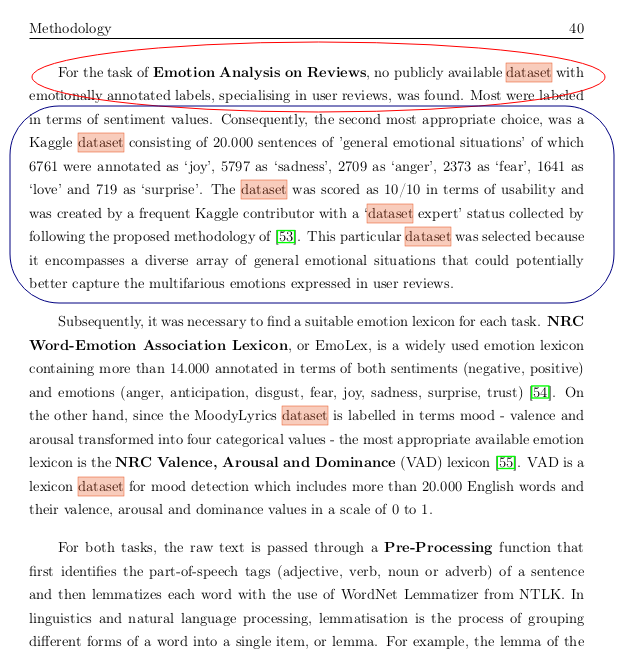 Methodology 40
For the task of Emotion Analysis on Reviews, no publicly available dataset with
emotionally annotated labels, specialising in user reviews, was found. Most were labeled
in terms of sentiment values. Consequently, the second most appropriate choice, was a
Kaggle dataset consisting of 20.000 sentences of 'general emotional situations' of which
6761 were annotated as ‘joy’, 5797 as ‘sadness’, 2709 as ‘anger’, 2373 as ‘fear’, 1641 as
‘love’ and 719 as ‘surprise’. The dataset was scored as 10/10 in terms of usability and
was created by a frequent Kaggle contributor with a ‘dataset expert’ status collected by
following the proposed methodology of [53]. This particular dataset was selected because
it encompasses a diverse array of general emotional situations that could potentially
better capture the multifarious emotions expressed in user reviews.
Subsequently, it was necessary to find a suitable emotion lexicon for each task. NRC
Word-Emotion Association Lexicon, or EmoLex, is a widely used emotion lexicon
containing more than 14.000 annotated in terms of both sentiments (negative, positive)
and emotions (anger, anticipation, disgust, fear, joy, sadness, surprise, trust) [54]. On
the other hand, since the MoodyLyrics dataset is labelled in terms mood - valence and
arousal transformed into four categorical values - the most appropriate available emotion
lexicon is the NRC Valence, Arousal and Dominance (VAD) lexicon [55]. VAD is a
lexicon dataset for mood detection which includes more than 20.000 English words and
their valence, arousal and dominance values in a scale of 0 to 1.
For both tasks, the raw text is passed through a Pre-Processing function that
first identifies the part-of-speech tags (adjective, verb, noun or adverb) of a sentence
and then lemmatizes each word with the use of WordNet Lemmatizer from NTLK. In
linguistics and natural language processing, lemmatisation is the process of grouping
different forms of a word into a single item, or lemma. For example, the lemma of the